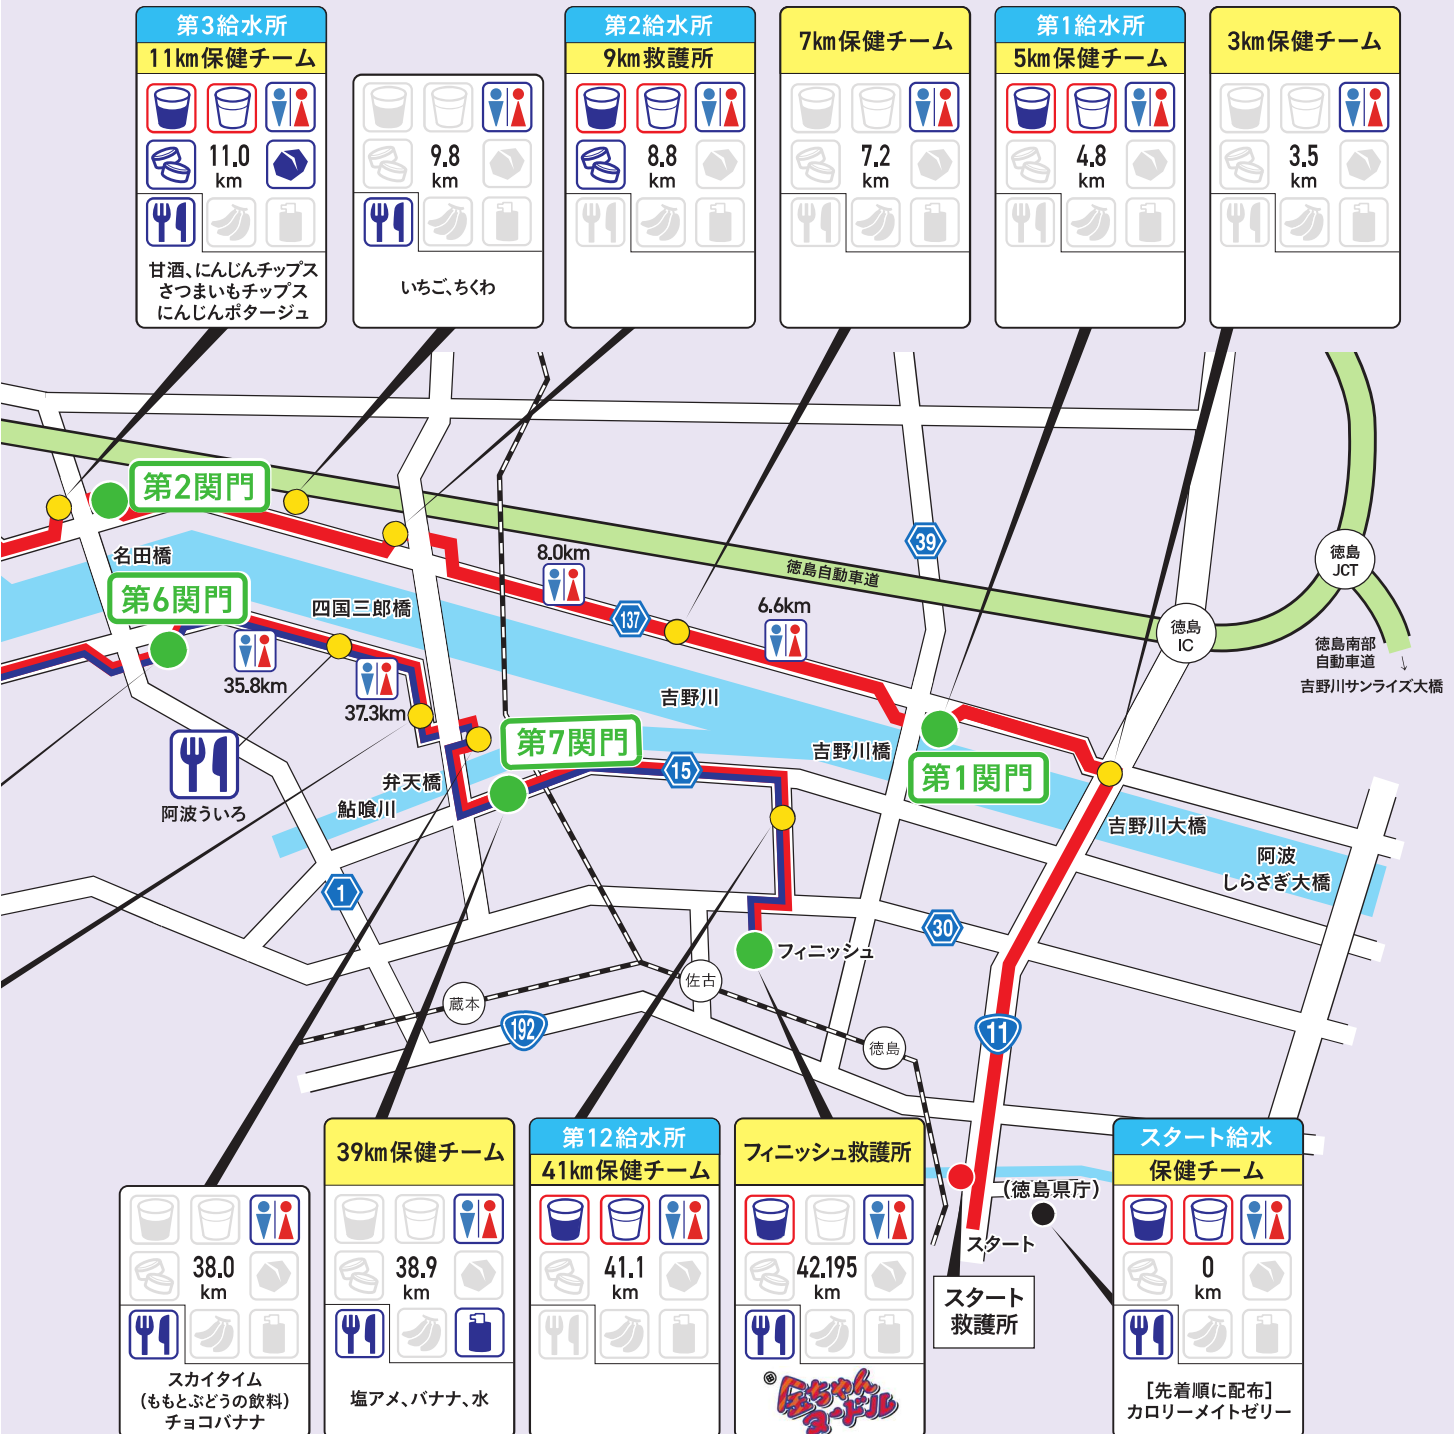 第3給水所
11km保健チーム
11.0
km
甘酒、にんじんチップス
さつまいもチップス
にんじんポタージュ
9.8
km
いちご、ちくわ
第2給水所
9km救護所
8.8
km
7km保健チーム
7.2
km
第1給水所
5km保健チーム
4.8
km
3km保健チーム
3.5
km
第2関門
名田橋
第6関門
四国三郎橋
8.0km
137
6.6km
39
徳島自動車道
徳島
JCT
徳島
IC
徳島南部
自動車道
↓
吉野川サンライズ大橋
35.8km
37.3km
吉野川
第7関門
吉野川橋
第1関門
15
弁天橋
鮎喰川
阿波ういろ
吉野川大橋
阿波
しらさぎ大橋
1
30
フィニッシュ
佐古
蔵本
192
徳島
11
39km保健チーム
38.9
km
塩アメ、バナナ、水
38.0
km
スカイタイム
(ももとぶどうの飲料)
チョコバナナ
第12給水所
41km保健チーム
41.1
km
フィニッシュ救護所
42.195
km
金ちゃん
ヌードル
(徳島県庁)
スタート
スタート
救護所
スタート給水
保健チーム
0
km
[先着順に配布]
カロリーメイトゼリー